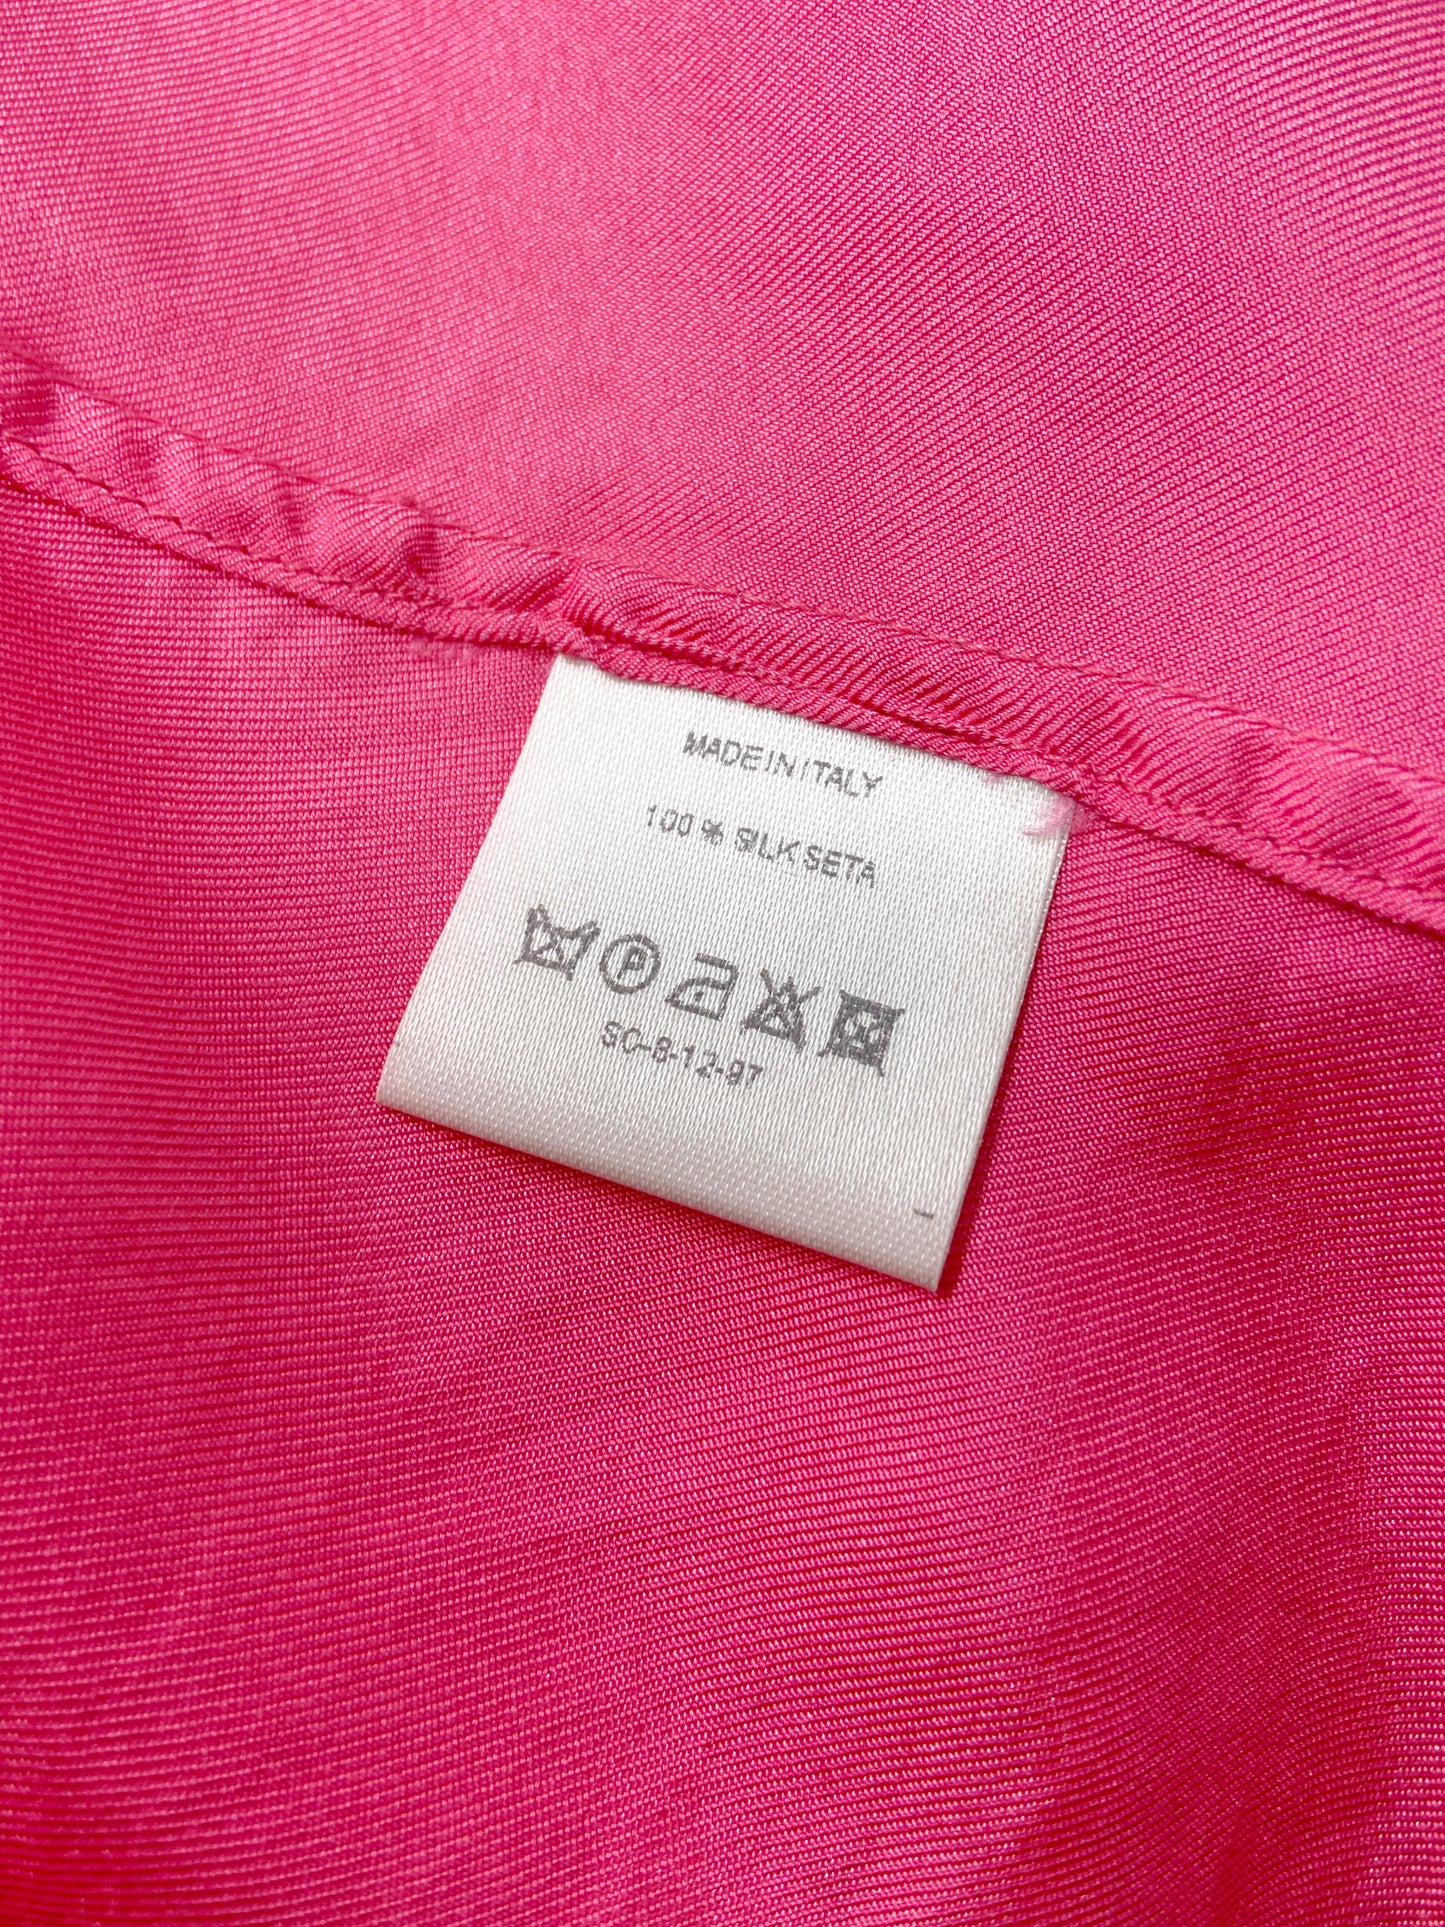 MADE IN ITALY
100 % SILK SETA
P
SC-8-12-97